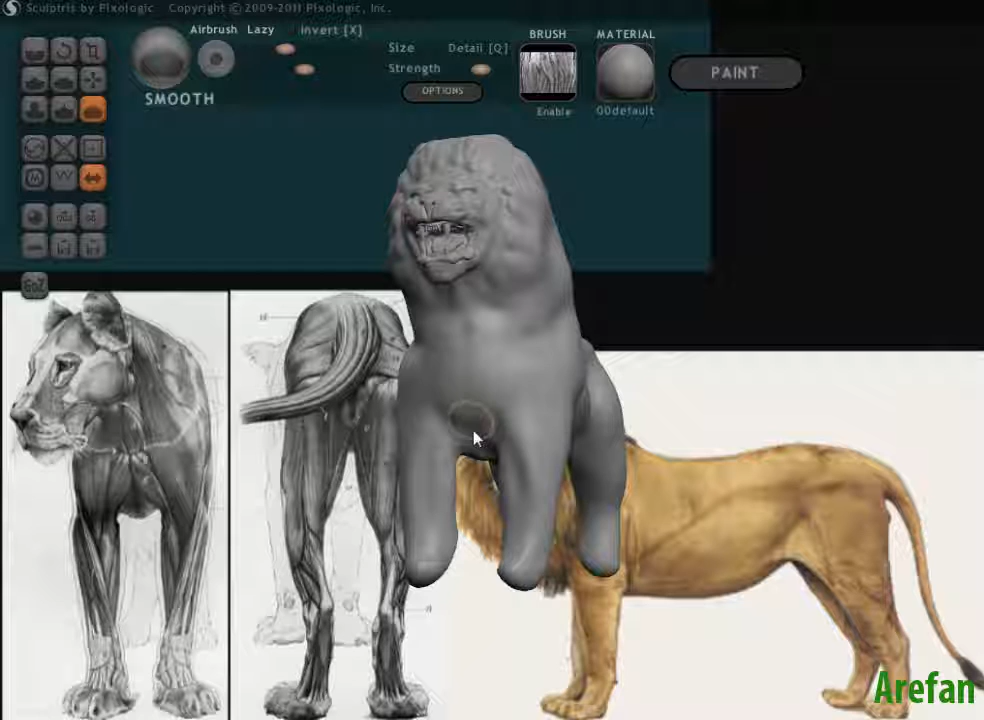 Sculptris by Pixologic Copyright © 2009-2011 Pixologic, Inc.
Airbrush Lazy Invert [X]
Size Detail [Q]
Strength
OPTIONS
SMOOTH
BRUSH
Enable
MATERIAL
00default
PAINT
GoZ
Arefan